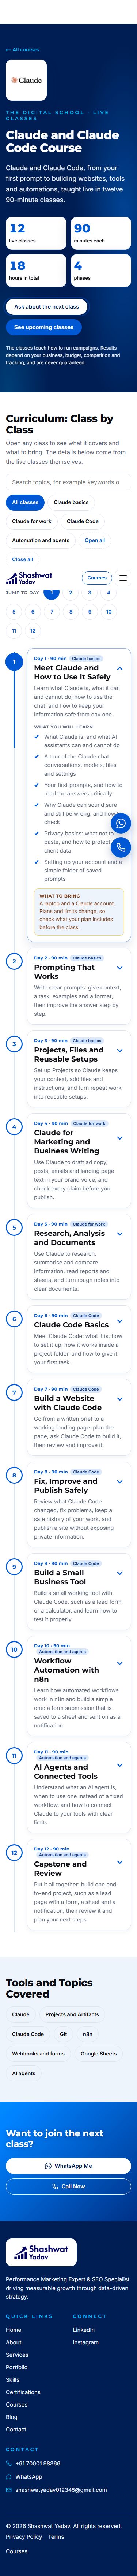 ← All courses
Claude
THE DIGITAL SCHOOL · LIVE
CLASSES
Claude and Claude
Code Course
Your complete guide to Claude, from your
first prompt to building websites, tools
and automations, taught in in twelve
90-minute classes.
12
live classes
90
minutes each
18
hours in total
4
phases
Ask about the next class
See upcoming classes
The classes teach how to run campaigns. Results
depend on your business, budget, competition and
tracking, and are never guaranteed.
Curriculum: Class by
Class
Open any class to see what it covers and
what to bring. The details below come from
the live classes themselves.
Search topics, for example keywords o
All classes
Claude basics
Claude for work
Claude Code
Automation and agents
Open all
Close all
Shashwat
Yadav
Courses
JUMP TO DAY
1
2
3
4
5
6
7
8
9
10
11
12
1
Day 1 · 90 min
Claude basics
Meet Claude and
How to Use It Safely
Learn what Claude is, what it can
and cannot do, how to read what
it gives you, and how to keep
your information safe from day one.
WHAT YOU WILL LEARN
What Claude is, and what AI
assistants can and cannot do
A tour of the Claude chat:
conversations, models, files
and settings
Your first prompts, and how to
read the answers critically
Why Claude can sound sure
and still be wrong, and how to
check
Privacy basics: what not to
paste, and how to protect
client data
Setting up your account and a
simple folder of saved
prompts
WHAT TO BRING
A laptop and a Claude account.
Plans and limits change, so
check what your plan includes
before the class.
2
Day 2 · 90 min
Claude basics
Prompting That
Works
Write clear prompts: give context,
a task, examples and a format,
then improve the answer step by
step.
3
Day 3 · 90 min
Claude basics
Projects, Files and
Reusable Setups
Set up Projects so Claude keeps
your context, add files and
instructions, and turn repeat work
into reusable setups.
4
Day 4 · 90 min
Claude for work
Claude for
Marketing and
Business Writing
Use Claude to draft ad copy,
posts, emails and landing page
text in your brand voice, and
check every claim before you
publish.
5
Day 5 · 90 min
Claude for work
Research, Analysis
and Documents
Use Claude to research,
summarise and compare
information, read reports and
sheets, and turn rough notes into
clear documents.
6
Day 6 · 90 min
Claude Code
Claude Code Basics
Meet Claude Code: what it is, how
to set it up, how it works inside a
project folder, and how to give it
your first task.
7
Day 7 · 90 min
Claude Code
Build a Website
with Claude Code
Go from a written brief to a
working landing page: plan the
page, ask Claude Code to build it,
then review and improve it.
8
Day 8 · 90 min
Claude Code
Fix, Improve and
Publish Safely
Review what Claude Code
changed, fix problems, keep a
safe history of your work, and
publish a site without exposing
private information.
9
Day 9 · 90 min
Claude Code
Build a Small
Business Tool
Build a small working tool with
Claude Code, such as a lead form
or a calculator, and learn how to
test it properly.
10
Day 10 · 90 min
Automation and agents
Workflow
Automation with
n8n
Learn how automated workflows
work in n8n and build a simple
one: a form submission that is
saved to a sheet and sent on as a
notification.
11
Day 11 · 90 min
Automation and agents
AI Agents and
Connected Tools
Understand what an AI agent is,
when to use one instead of a fixed
workflow, and how to connect
Claude to your tools with clear
limits.
12
Day 12 · 90 min
Automation and agents
Capstone and
Review
Put it all together: build one end-
to-end project, such as a lead
page with a form, a sheet and a
notification, then review it and
plan your next steps.
Tools and Topics
Covered
Claude
Projects and Artifacts
Claude Code
Git
n8n
Webhooks and forms
Google Sheets
AI agents
Want to join the next
class?
WhatsApp Me
Call Now
Shashwat
Yadav
Performance Marketing Expert & SEO Specialist
driving measurable growth through data-driven
strategy.
QUICK LINKS
Home
About
Services
Portfolio
Skills
Certifications
Courses
Blog
Contact
CONNECT
LinkedIn
Instagram
CONTACT
+91 70001 98366
WhatsApp
shashwatyadav012345@gmail.com
© 2026 Shashwat Yadav. All rights reserved.
Privacy Policy
Terms
Courses